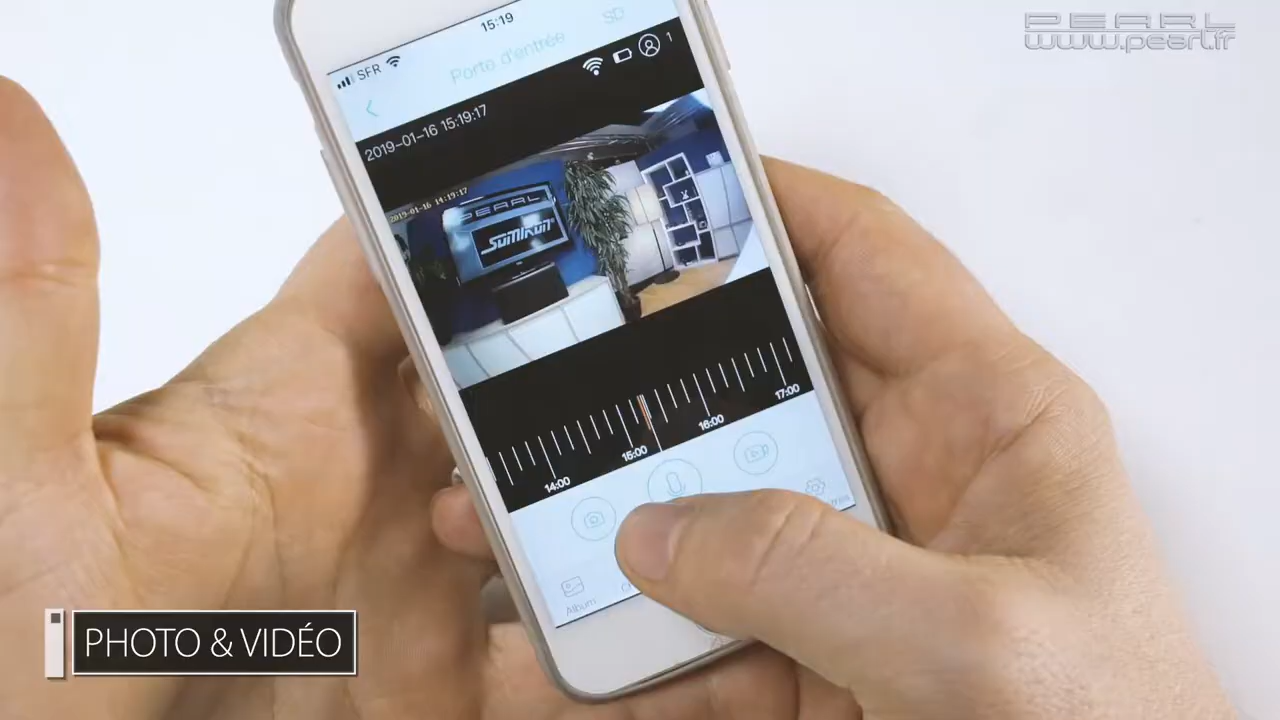 PEARL
www.pearl.fr
15:19
SFR
SD
Porte d'entrée
1
2019-01-16 15:19:17
2019-01-16 14:19:17
PEARL
SOMIKON®
14:00
15:00
16:00
17:00
Album
PHOTO & VIDÉO